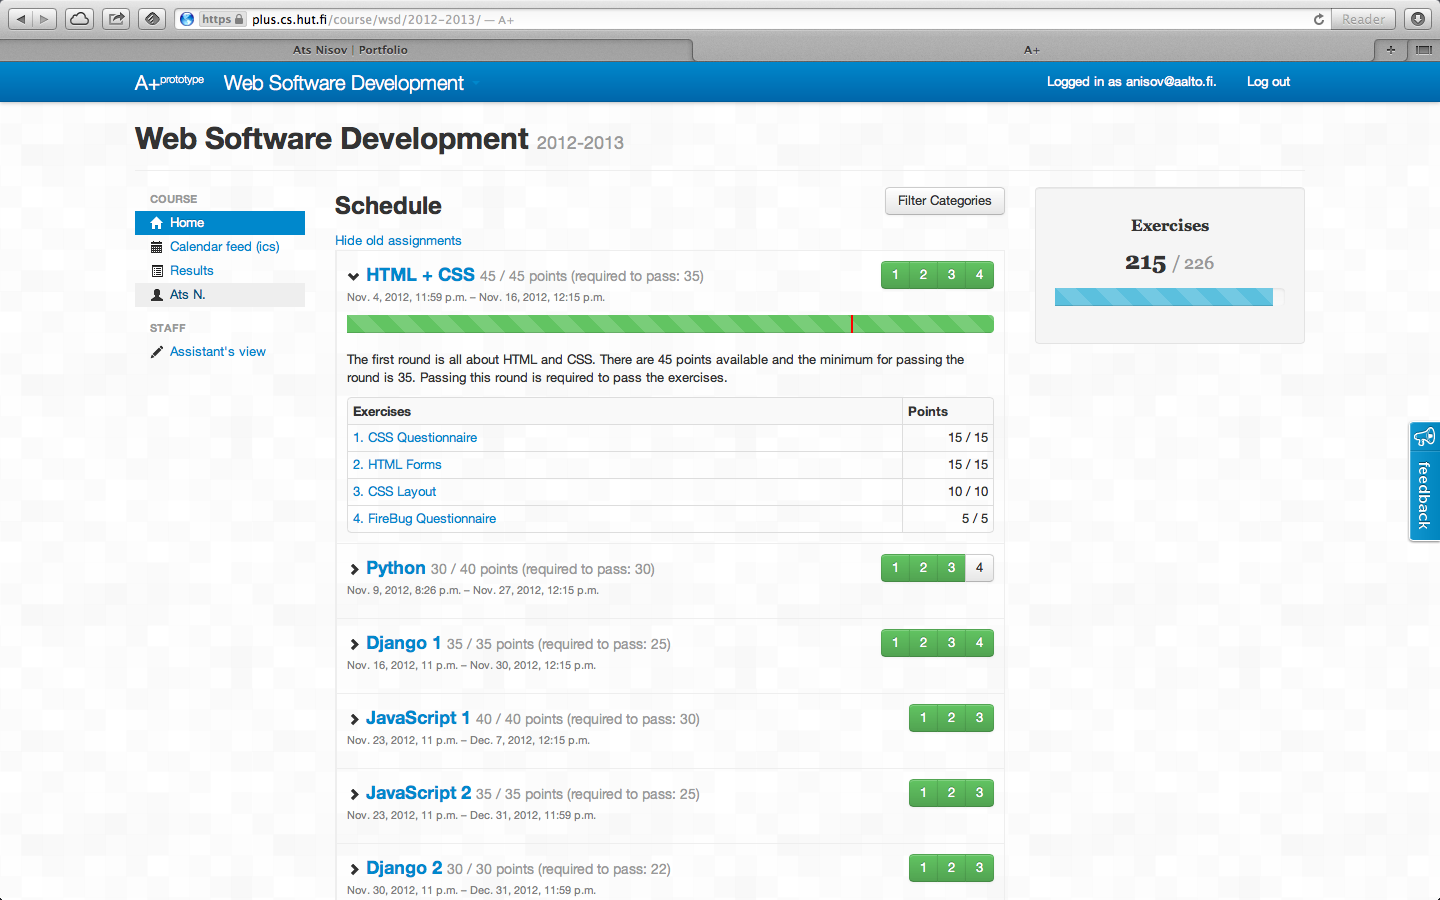 https plus.cs.hut.fi/course/wsd/2012-2013/ — A+
Reader
Ats Nisov | Portfolio
A+
A+prototype Web Software Development
Logged in as anisov@aalto.fi. Log out
Web Software Development 2012-2013
COURSE
Home
Calendar feed (ics)
Results
Ats N.
STAFF
Assistant's view
Schedule
Filter Categories
Hide old assignments
HTML + CSS 45 / 45 points (required to pass: 35) 1 2 3 4
Nov. 4, 2012, 11:59 p.m. – Nov. 16, 2012, 12:15 p.m.
The first round is all about HTML and CSS. There are 45 points available and the minimum for passing the
round is 35. Passing this round is required to pass the exercises.
Exercises Points
1. CSS Questionnaire 15 / 15
2. HTML Forms 15 / 15
3. CSS Layout 10 / 10
4. FireBug Questionnaire 5 / 5
Python 30 / 40 points (required to pass: 30) 1 2 3 4
Nov. 9, 2012, 8:26 p.m. – Nov. 27, 2012, 12:15 p.m.
Django 1 35 / 35 points (required to pass: 25) 1 2 3 4
Nov. 16, 2012, 11 p.m. – Nov. 30, 2012, 12:15 p.m.
JavaScript 1 40 / 40 points (required to pass: 30) 1 2 3
Nov. 23, 2012, 11 p.m. – Dec. 7, 2012, 12:15 p.m.
JavaScript 2 35 / 35 points (required to pass: 25) 1 2 3
Nov. 23, 2012, 11 p.m. – Dec. 31, 2012, 11:59 p.m.
Django 2 30 / 30 points (required to pass: 22) 1 2 3
Nov. 30, 2012, 11 p.m. – Dec. 31, 2012, 11:59 p.m.
Exercises
215 / 226
feedback